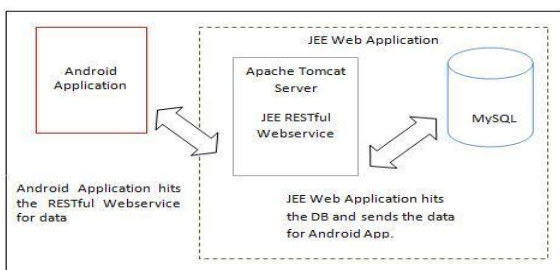 JEE Web Application
Android
Application
Apache Tomcat
Server
JEE RESTful
Webservice
MySQL
Android Application hits
the RESTful Webservice
for data
JEE Web Application hits
the DB and sends the data
for Android App.